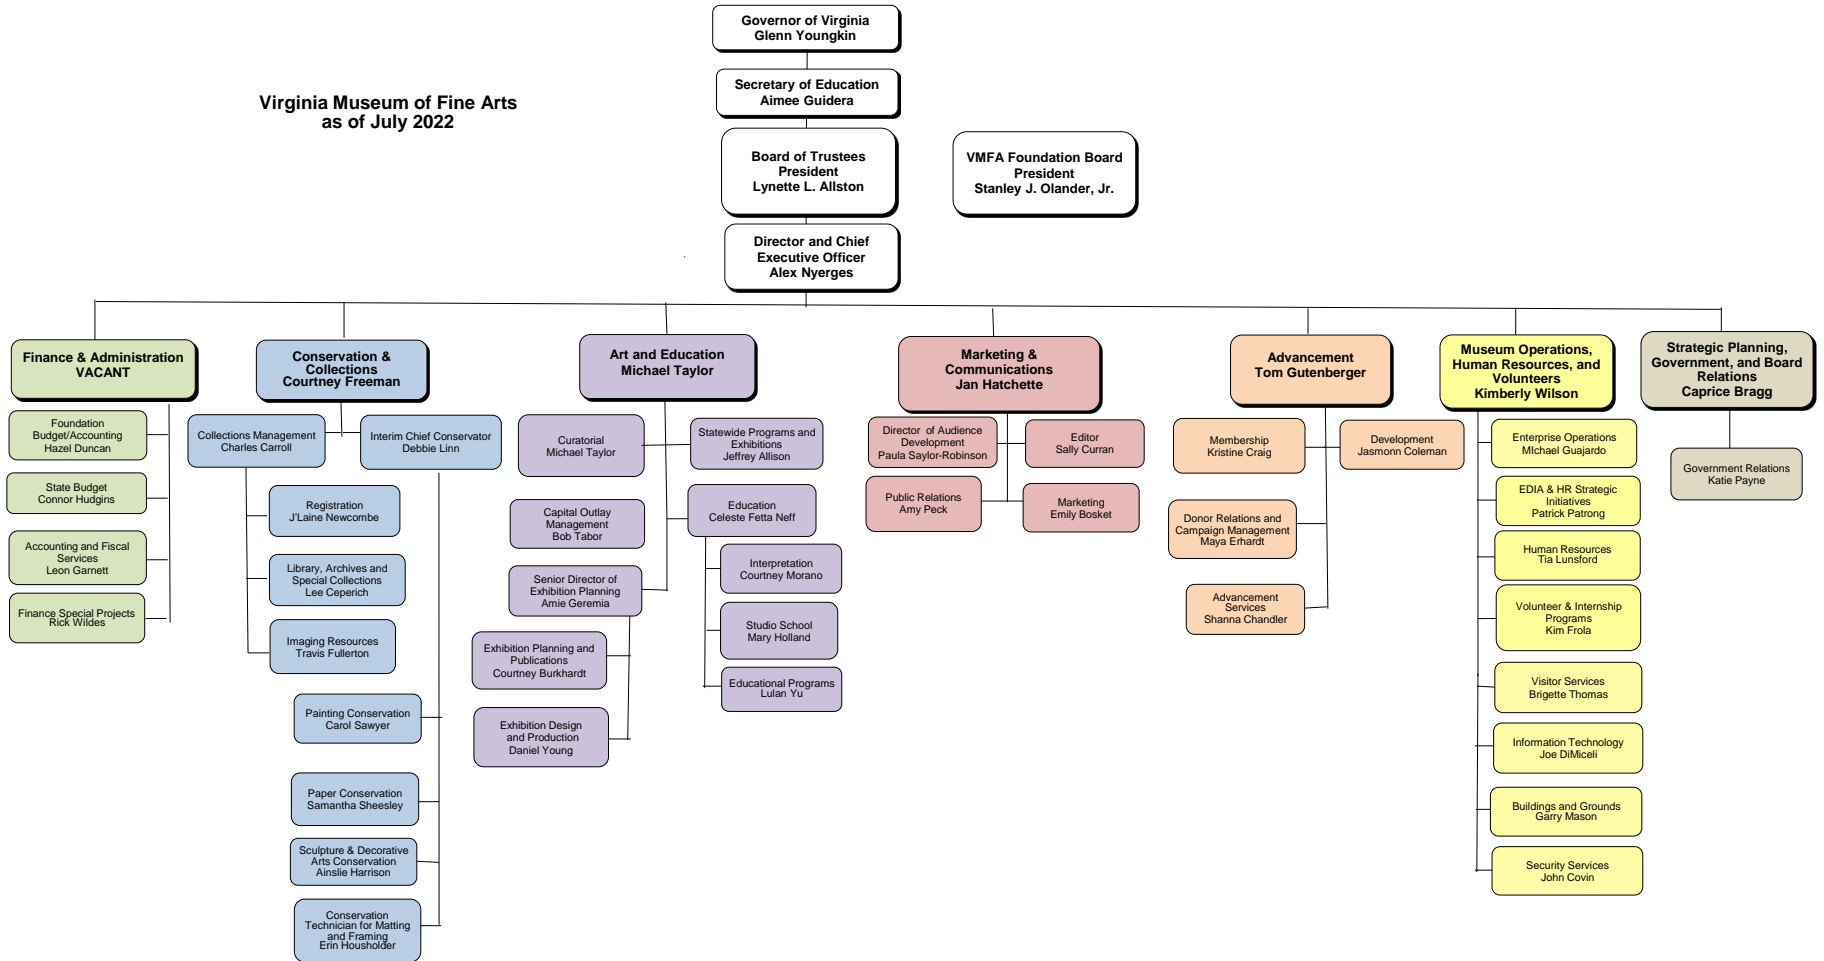 Governor of Virginia
Glenn Youngkin
Secretary of Education
Aimee Guidera
Virginia Museum of Fine Arts
as of July 2022
Board of Trustees
President
Lynette L. Allston
VMFA Foundation Board
President
Stanley J. Olander, Jr.
Director and Chief
Executive Officer
Alex Nyerges
Finance & Administration
VACANT
Foundation
Budget/Accounting
Hazel Duncan
State Budget
Connor Hudgins
Accounting and Fiscal
Services
Leon Garnett
Finance Special Projects
Rick Wildes
Conservation &
Collections
Courtney Freeman
Collections Management
Charles Carroll
Interim Chief Conservator
Debbie Linn
Registration
J'Laine Newcombe
Library, Archives and
Special Collections
Lee Ceperich
Imaging Resources
Travis Fullerton
Painting Conservation
Carol Sawyer
Paper Conservation
Samantha Sheesley
Sculpture & Decorative
Arts Conservation
Ainslie Harrison
Conservation
Technician for Matting
and Framing
Erin Housholder
Art and Education
Michael Taylor
Curatorial
Michael Taylor
Statewide Programs and
Exhibitions
Jeffrey Allison
Capital Outlay
Management
Bob Tabor
Education
Celeste Fetta Neff
Senior Director of
Exhibition Planning
Amie Geremia
Interpretation
Courtney Morano
Studio School
Mary Holland
Educational Programs
Lulan Yu
Exhibition Planning and
Publications
Courtney Burkhardt
Exhibition Design
and Production
Daniel Young
Marketing &
Communications
Jan Hatchette
Director of Audience
Development
Paula Saylor-Robinson
Editor
Sally Curran
Public Relations
Amy Peck
Marketing
Emily Bosket
Advancement
Tom Gutenberger
Membership
Kristine Craig
Development
Jasmonn Coleman
Donor Relations and
Campaign Management
Maya Erhardt
Advancement
Services
Shanna Chandler
Museum Operations,
Human Resources, and
Volunteers
Kimberly Wilson
Enterprise Operations
MIchael Guajardo
EDIA & HR Strategic
Initiatives
Patrick Patrong
Human Resources
Tia Lunsford
Volunteer & Internship
Programs
Kim Frola
Visitor Services
Brigette Thomas
Information Technology
Joe DiMiceli
Buildings and Grounds
Garry Mason
Security Services
John Covin
Strategic Planning,
Government, and Board
Relations
Caprice Bragg
Government Relations
Katie Payne